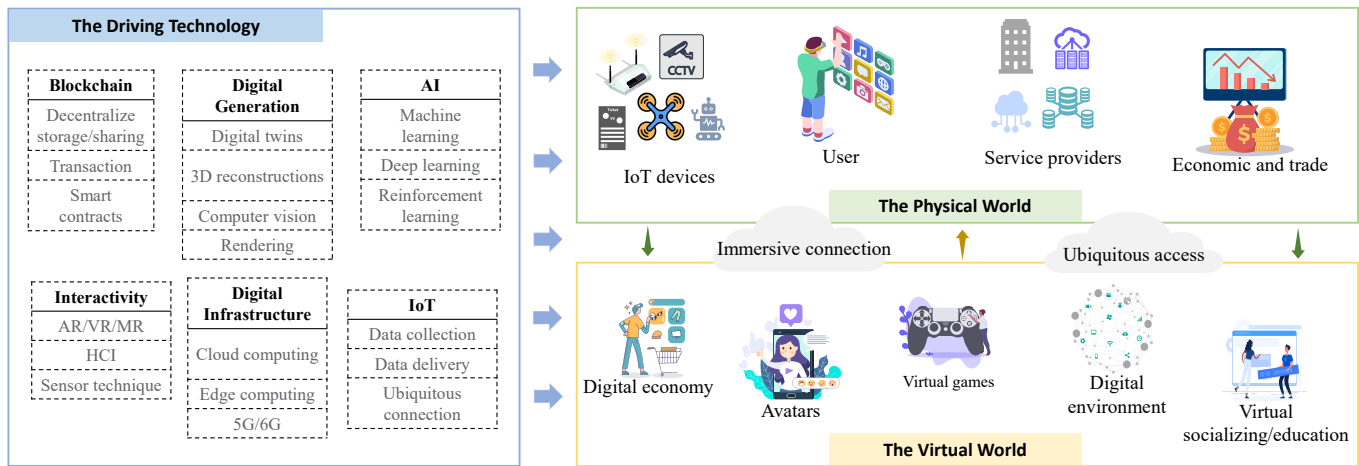 The Driving Technology
Blockchain
Decentralize
storage/sharing
Transaction
Smart
contracts
Digital
Generation
Digital twins
3D reconstructions
Computer vision
Rendering
AI
Machine
learning
Deep learning
Reinforcement
learning
Interactivity
AR/VR/MR
HCI
Sensor technique
Digital
Infrastructure
Cloud computing
Edge computing
5G/6G
IoT
Data collection
Data delivery
Ubiquitous
connection
CCTV
Ticket
IoT devices
User
Service providers
Economic and trade
The Physical World
Immersive connection
Ubiquitous access
Digital economy
Avatars
Virtual games
Digital
environment
Virtual
socializing/education
The Virtual World